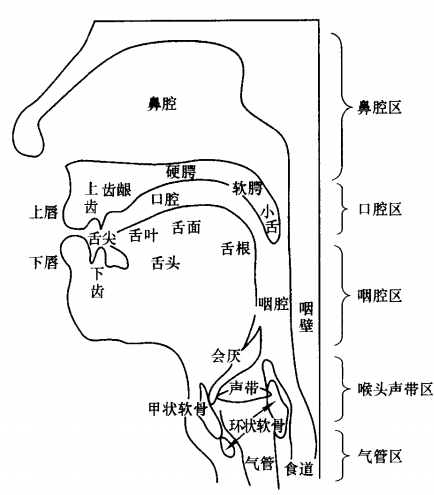 鼻腔
鼻腔区
硬腭
上齿
齿龈
口腔
软腭
小舌
口腔区
上唇
舌尖
舌叶
舌面
舌根
下唇
下齿
舌头
咽腔
咽壁
咽腔区
会厌
声带
喉头声带区
甲状软骨
环状软骨
气管
食道
气管区